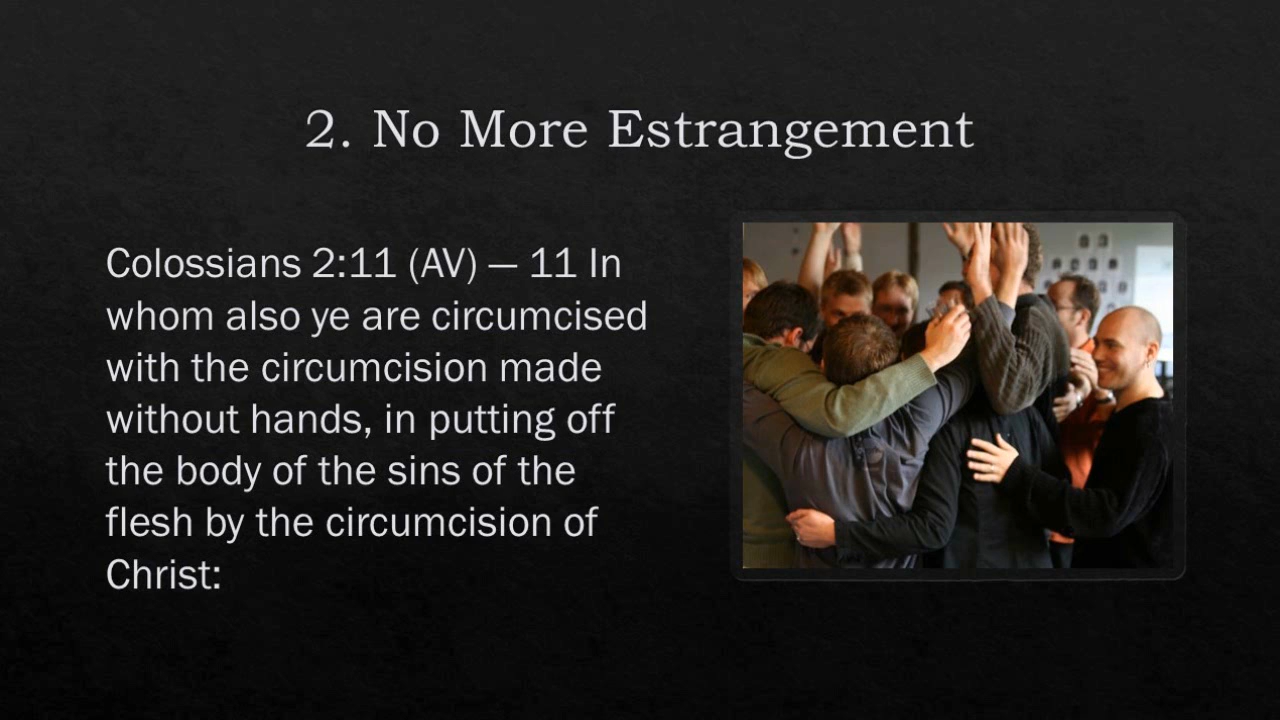 2. No More Estrangement
Colossians 2:11 (AV) — 11 In
whom also ye are circumcised
with the circumcision made
without hands, in putting off
the body of the sins of the
flesh by the circumcision of
Christ: